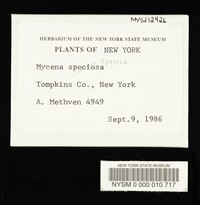 NYSd12426
HERBARIUM OF THE NEW YORK STATE MUSEUM
PLANTS OF NEW YORK
Mycena speciosa
Tompkins Co., New York
A. Methven 4949
Sept.9, 1986
NEW YORK STATE MUSEUM
NYSM 0 000 010 717